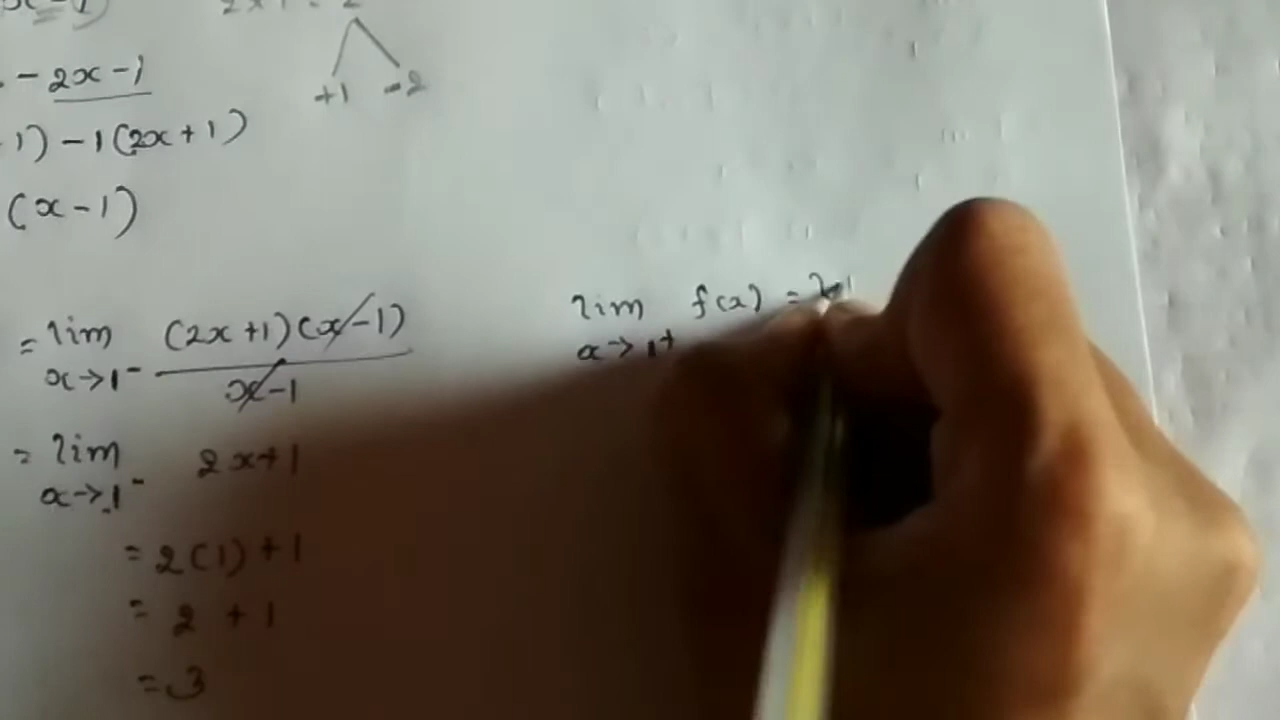 +1 -2
- 2x - 1
1) - 1(2x + 1)
(x - 1)
= lim (2x + 1)(x - 1)
x → 1⁻ x - 1
= lim 2x + 1
x → 1⁻
= 2(1) + 1
= 2 + 1
= 3
lim f(x) =
x → 1⁺